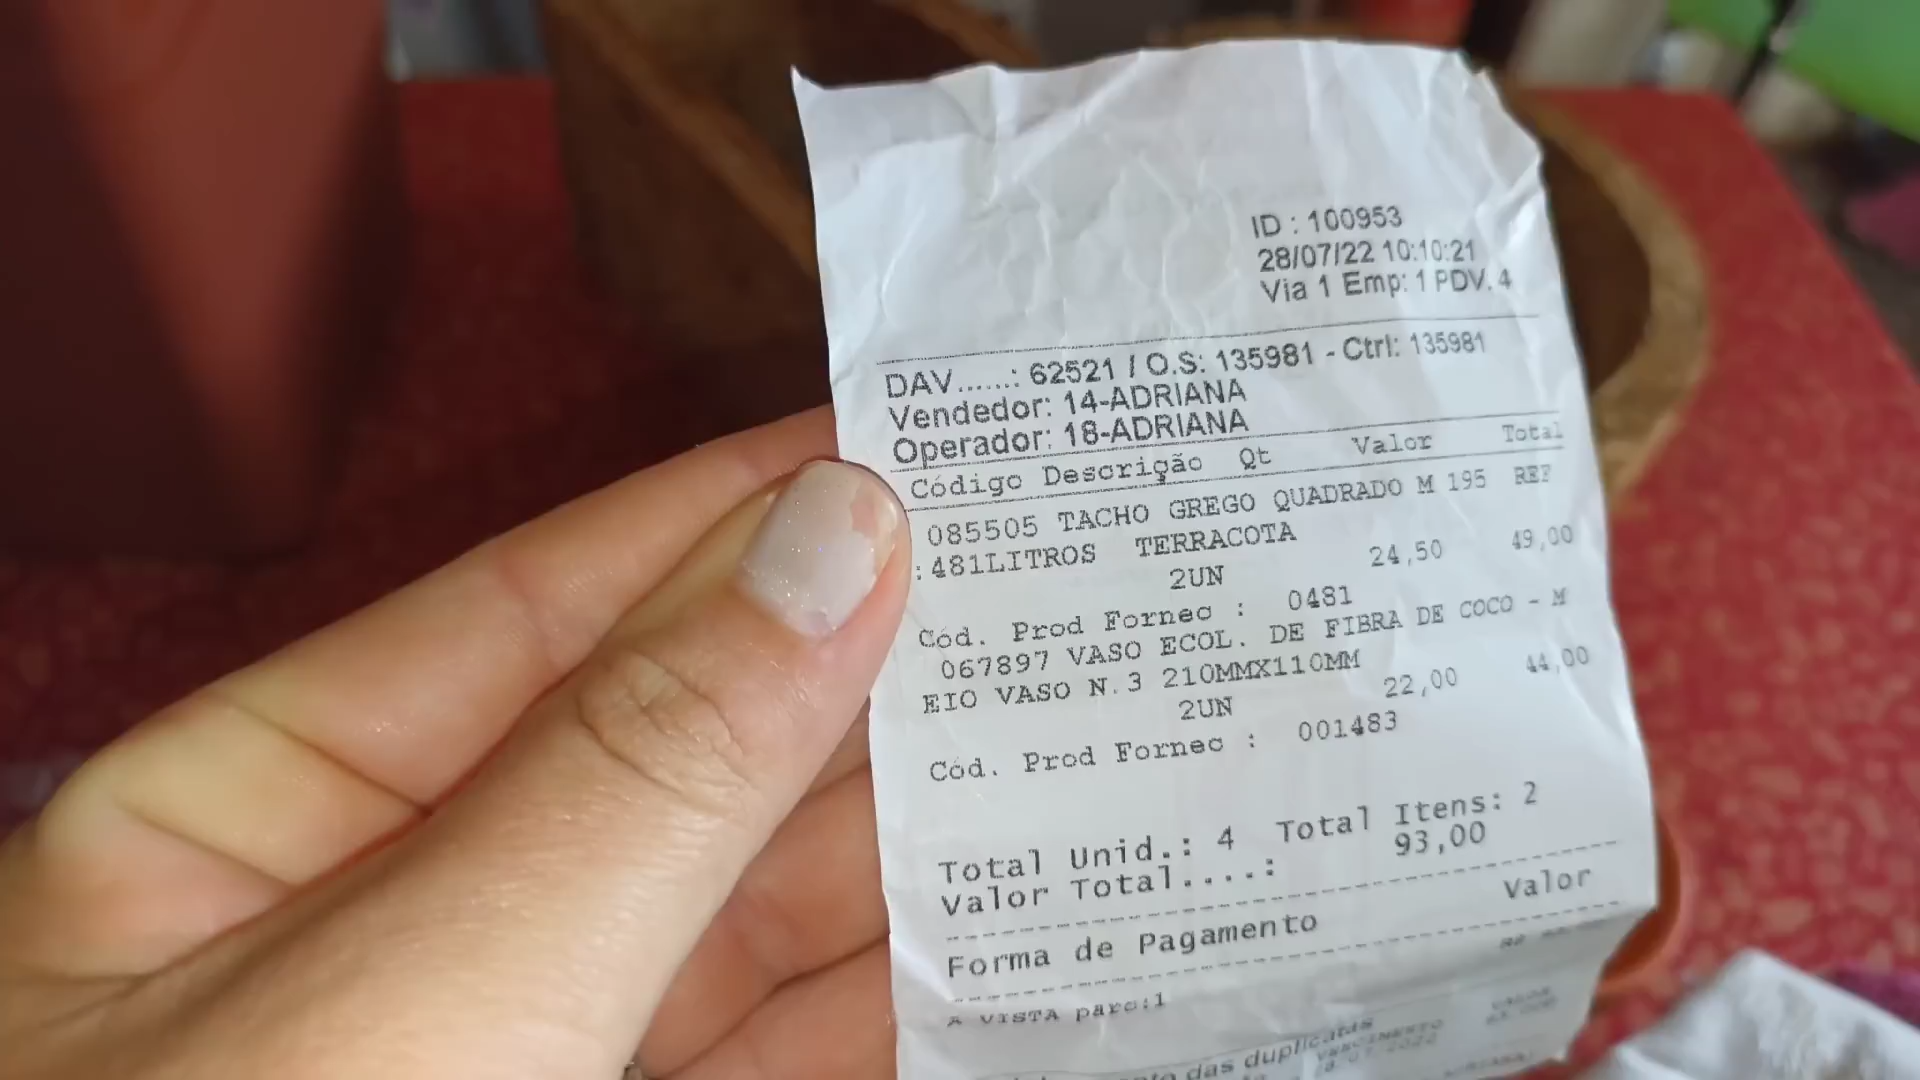 ID : 100953
28/07/22 10:10:21
Via 1 Emp: 1 PDV. 4
DAV......: 62521 / O.S: 135981 - Ctrl: 135981
Vendedor: 14-ADRIANA
Operador: 18-ADRIANA
Código Descrição Qt Valor Total
085505 TACHO GREGO QUADRADO M 195 REF
:481LITROS TERRACOTA
2UN 24,50 49,00
Cód. Prod Fornec : 0481
067897 VASO ECOL. DE FIBRA DE COCO - M
EIO VASO N.3 210MMX110MM
2UN 22,00 44,00
Cód. Prod Fornec : 001483
Total Unid.: 4 Total Itens: 2
Valor Total....: 93,00
Forma de Pagamento Valor
A VISTA parc:1
das duplicatas
VENCIMENTO